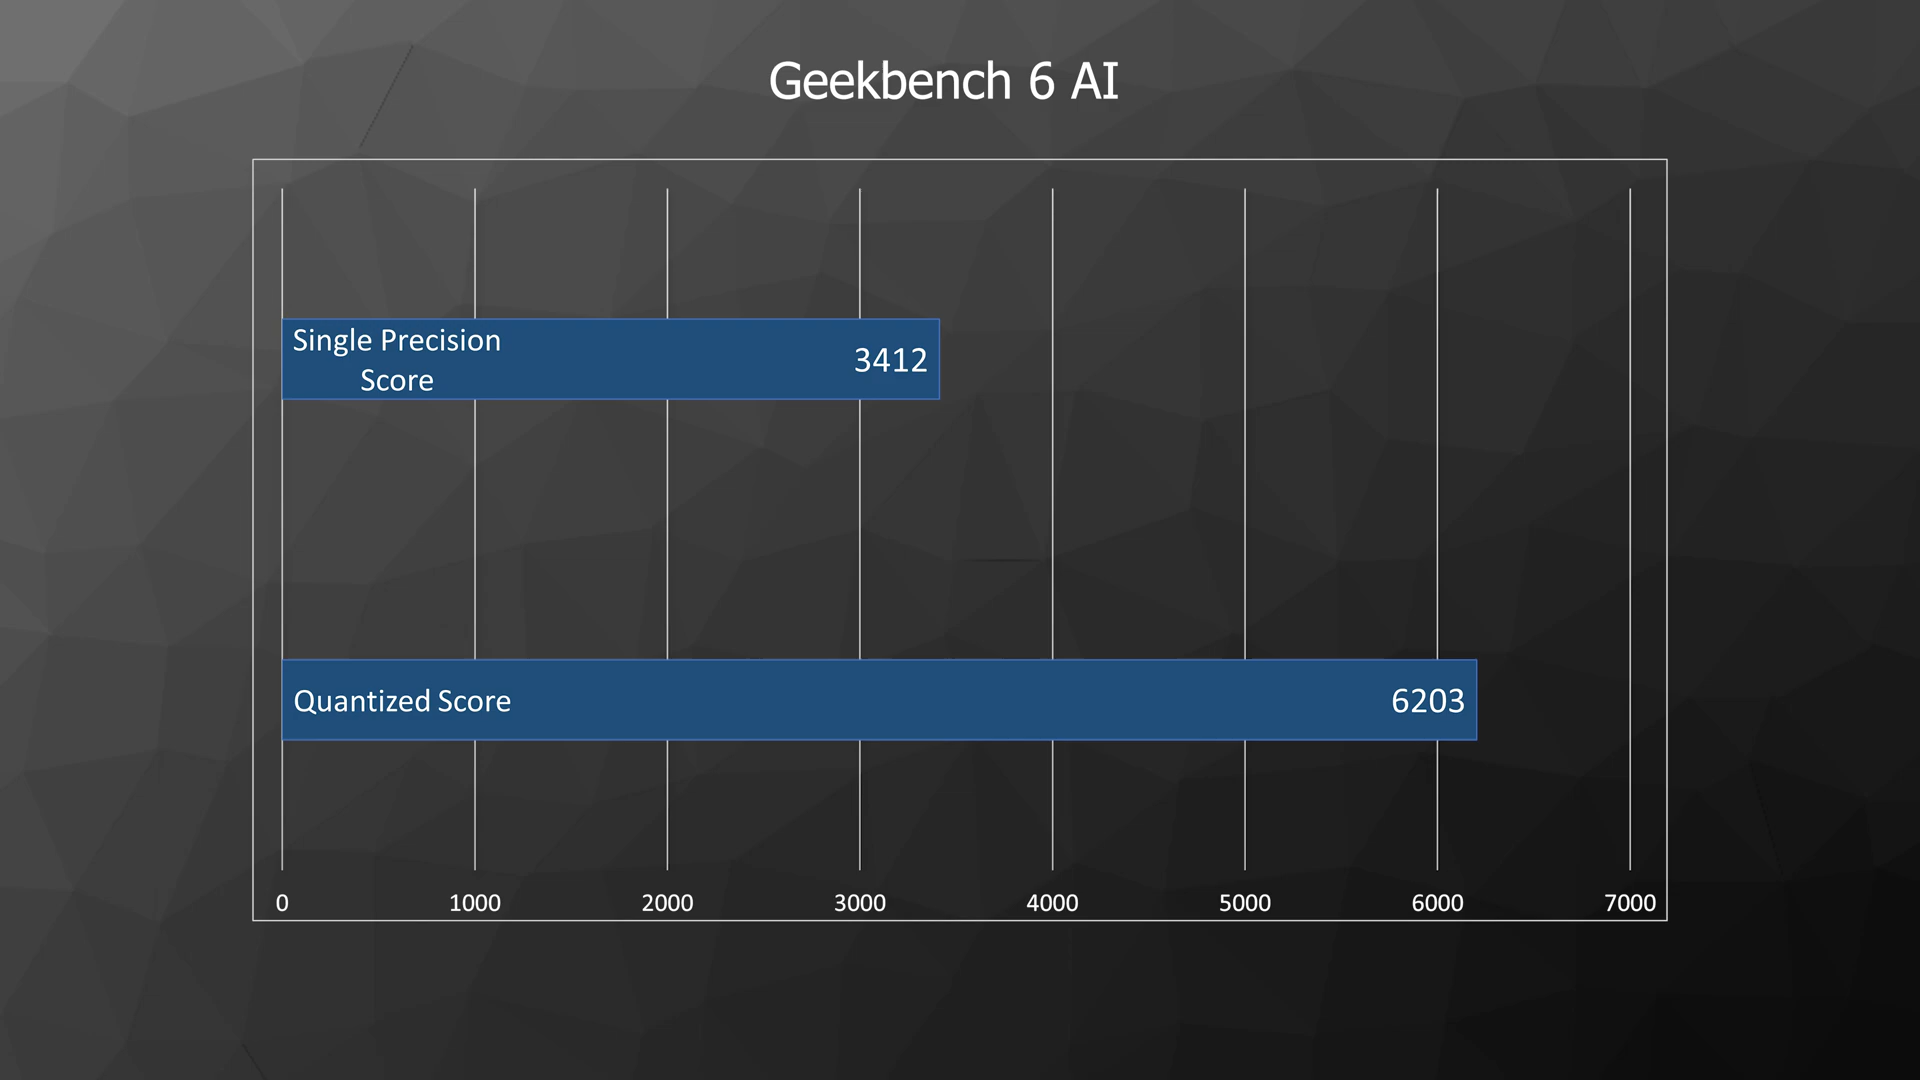 Geekbench 6 AI
Single Precision
Score
3412
Quantized Score
6203
0 1000 2000 3000 4000 5000 6000 7000